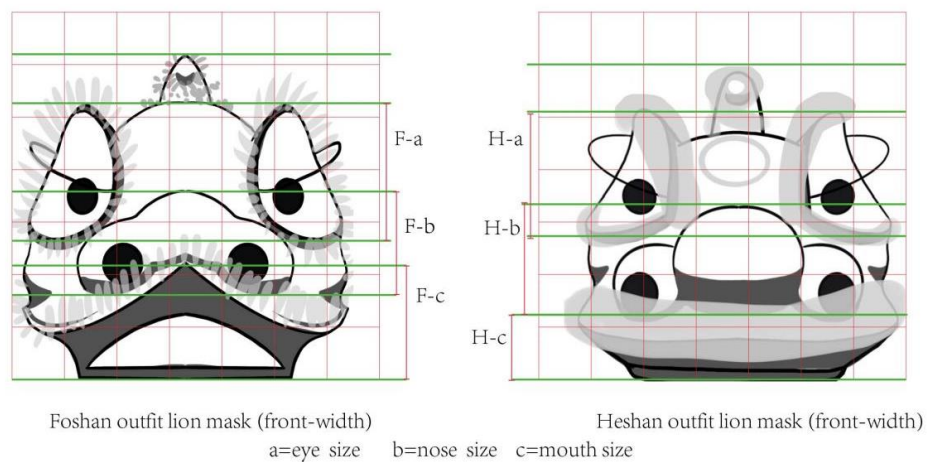 F-a
F-b
F-c
H-a
H-b
H-c
Foshan outfit lion mask (front-width)
Heshan outfit lion mask (front-width)
a=eye size b=nose size c=mouth size